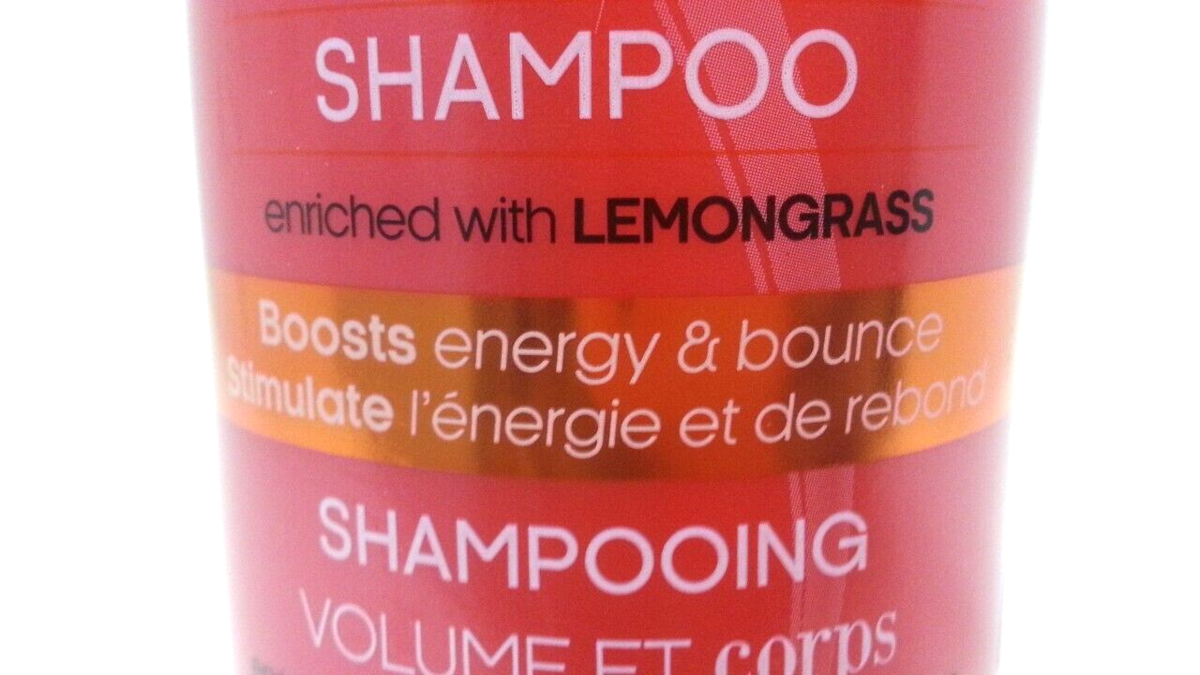 SHAMPOO
enriched with LEMONGRASS
Boosts energy & bounce
Stimulate l'énergie et de rebond
SHAMPOOING
VOLUME ET corps